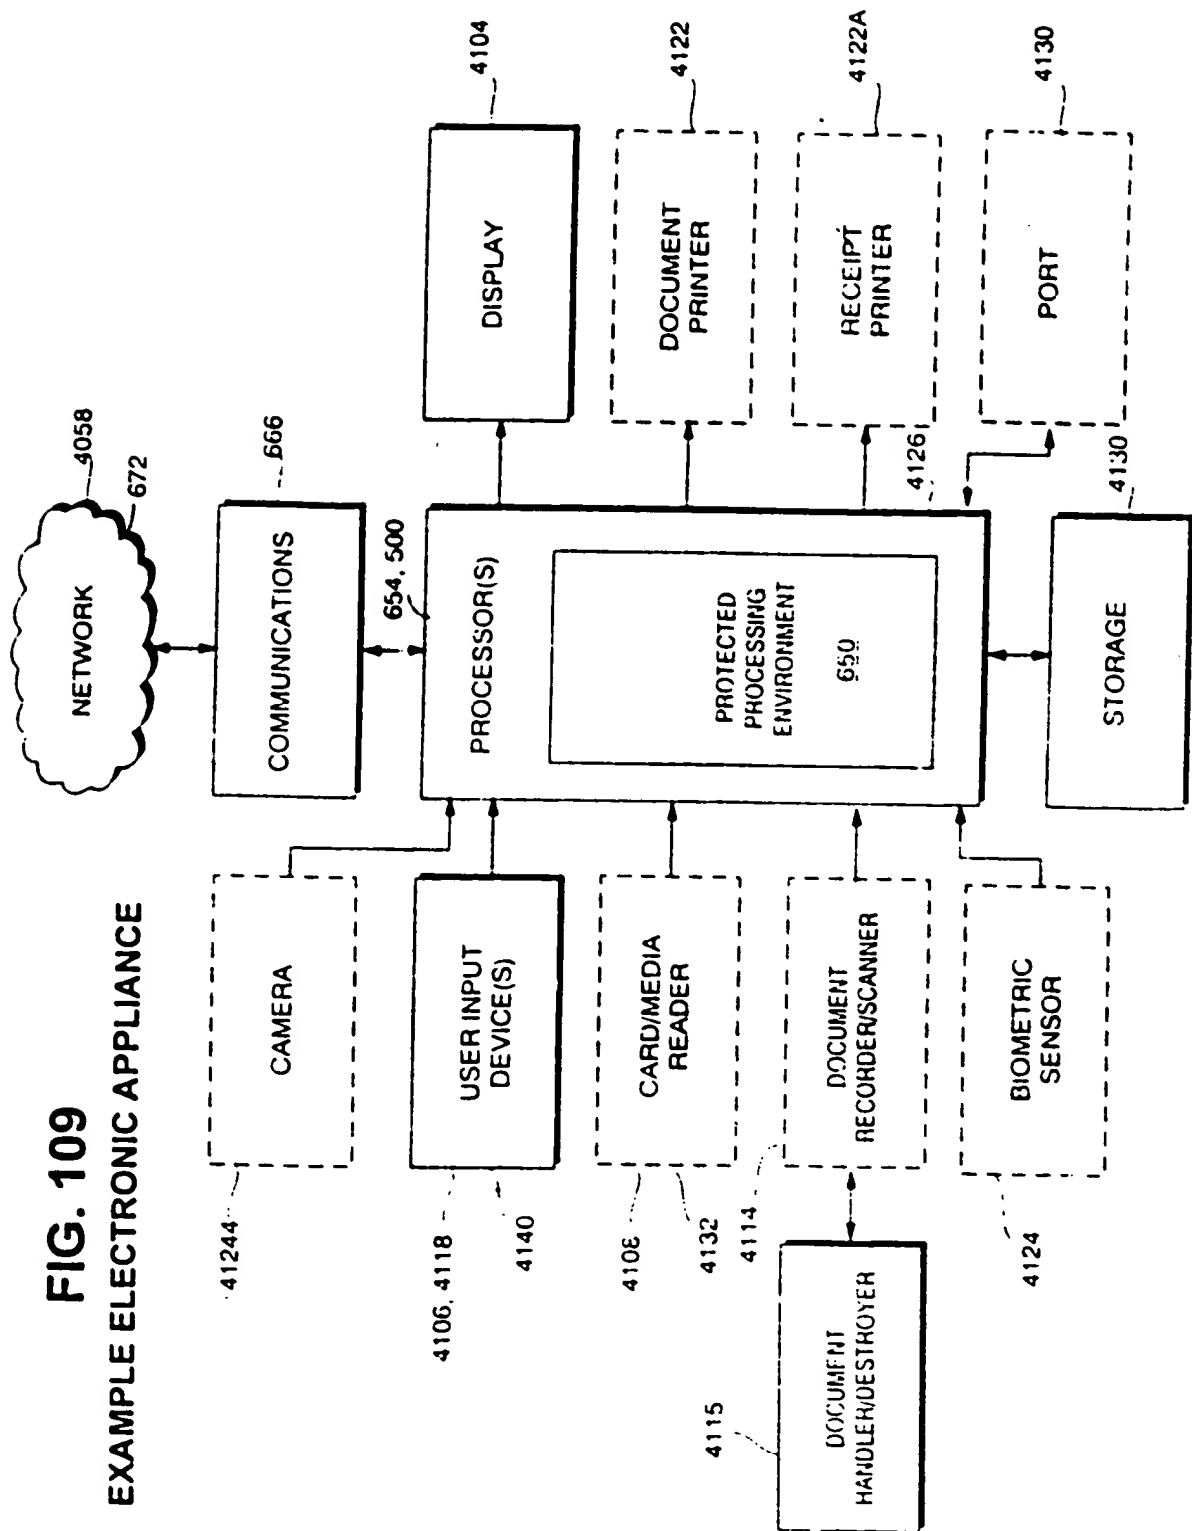 FIG. 109
EXAMPLE ELECTRONIC APPLIANCE
NETWORK
4058
672
COMMUNICATIONS
666
654, 500
PROCESSOR(S)
PROTECTED
PROCESSING
ENVIRONMENT
650
4126
CAMERA
41244
USER INPUT
DEVICE(S)
4106, 4118
4140
CARD/MEDIA
READER
4108
4132
DOCUMENT
RECORDER/SCANNER
4114
DOCUMENT
HANDLER/DESTROYER
4115
BIOMETRIC
SENSOR
4124
DISPLAY
4104
DOCUMENT
PRINTER
4122
RECEIPT
PRINTER
4122A
PORT
4130
STORAGE
4130